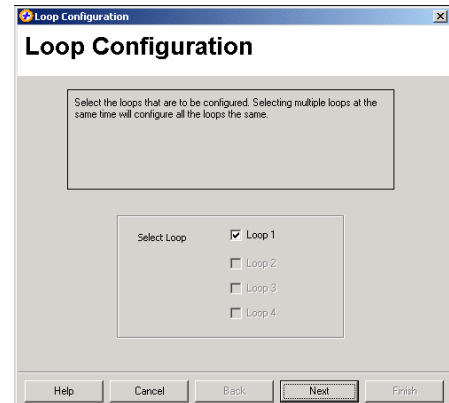 Loop Configuration
Loop Configuration
Select the loops that are to be configured. Selecting multiple loops at the
same time will configure all the loops the same.
Select Loop
Loop 1
Loop 2
Loop 3
Loop 4
Help Cancel Back Next Finish